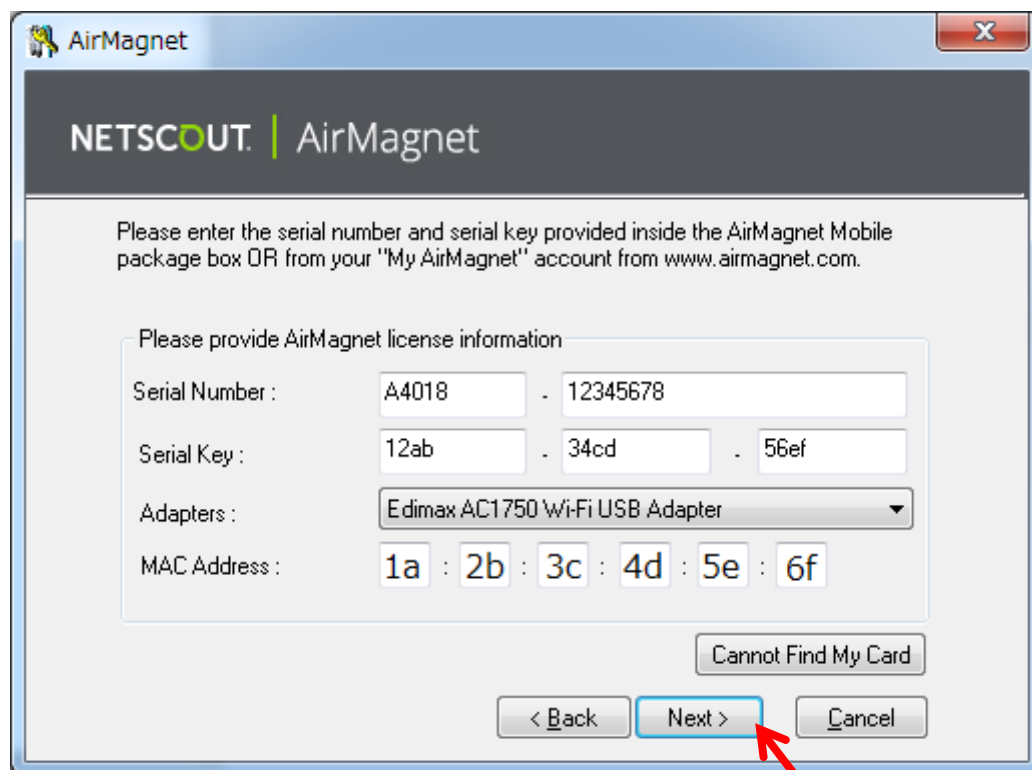 AirMagnet
NETSCOUT. | AirMagnet
Please enter the serial number and serial key provided inside the AirMagnet Mobile
package box OR from your "My AirMagnet" account from www.airmagnet.com.
Please provide AirMagnet license information
Serial Number : A4018 - 12345678
Serial Key : 12ab - 34cd - 56ef
Adapters : Edimax AC1750 Wi-Fi USB Adapter
MAC Address : 1a : 2b : 3c : 4d : 5e : 6f
Cannot Find My Card
< Back Next > Cancel